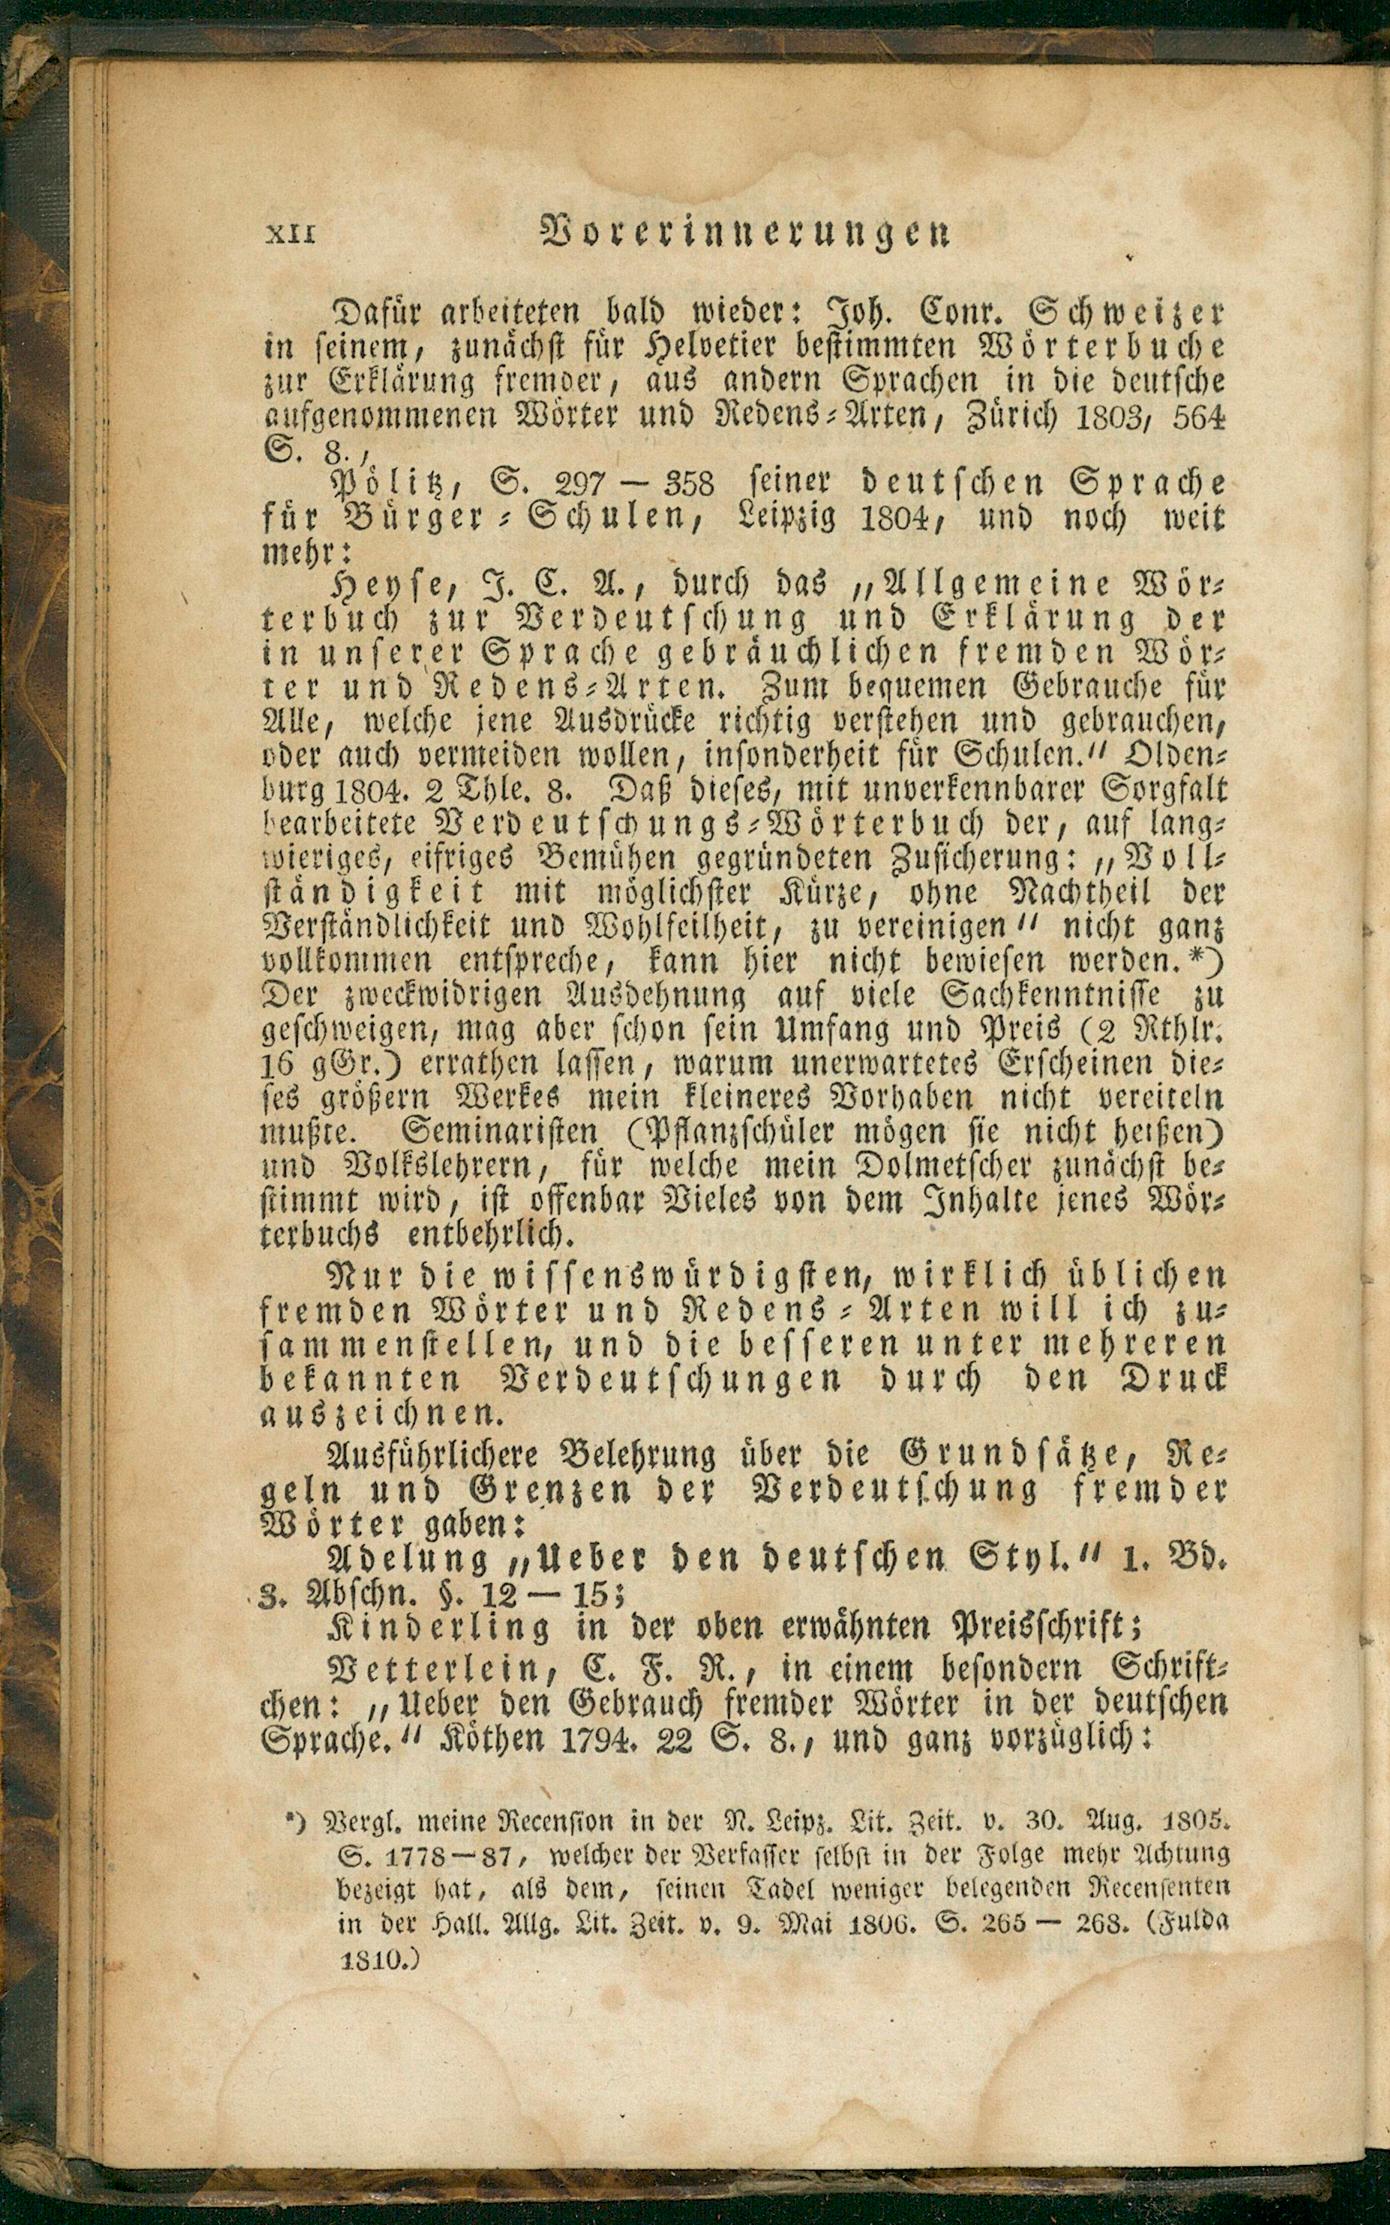 XII Vorerinnerungen
Dafür arbeiteten bald wieder: Joh. Conr. Schweizer
in seinem, zunächst für Helvetier bestimmten Wörterbuche
zur Erklärung fremder, aus andern Sprachen in die deutsche
aufgenommenen Wörter und Redens-Arten, Zürich 1803, 564
S. 8.,
Pölitz, S. 297 — 358 seiner deutschen Sprache
für Bürger-Schulen, Leipzig 1804, und noch weit
mehr:
Heyse, J. C. A., durch das „Allgemeine Wör-
terbuch zur Verdeutschung und Erklärung der
in unserer Sprache gebräuchlichen fremden Wör-
ter und Redens-Arten. Zum bequemen Gebrauche für
Alle, welche jene Ausdrücke richtig verstehen und gebrauchen,
oder auch vermeiden wollen, insonderheit für Schulen.“ Olden-
burg 1804. 2 Thle. 8. Daß dieses, mit unverkennbarer Sorgfalt
bearbeitete Verdeutschungs-Wörterbuch der, auf lang-
wieriges, eifriges Bemühen gegründeten Zusicherung: „Voll-
ständigkeit mit möglichster Kürze, ohne Nachtheil der
Verständlichkeit und Wohlfeilheit, zu vereinigen“ nicht ganz
vollkommen entspreche, kann hier nicht bewiesen werden.*)
Der zweckwidrigen Ausdehnung auf viele Sachkenntnisse zu
geschweigen, mag aber schon sein Umfang und Preis (2 Rthlr.
16 gGr.) errathen lassen, warum unerwartetes Erscheinen die-
ses größern Werkes mein kleineres Vorhaben nicht vereiteln
mußte. Seminaristen (Pflanzschüler mögen sie nicht heißen)
und Volkslehrern, für welche mein Dolmetscher zunächst be-
stimmt wird, ist offenbar Vieles von dem Inhalte jenes Wör-
terbuchs entbehrlich.
Nur die wissenswürdigsten, wirklich üblichen
fremden Wörter und Redens-Arten will ich zu-
sammenstellen, und die besseren unter mehreren
bekannten Verdeutschungen durch den Druck
auszeichnen.
Ausführlichere Belehrung über die Grundsätze, Re-
geln und Grenzen der Verdeutschung fremder
Wörter gaben:
Adelung „Ueber den deutschen Styl.“ 1. Bd.
3. Abschn. §. 12 — 15;
Kinderling in der oben erwähnten Preisschrift;
Vetterlein, C. F. R., in einem besondern Schrift-
chen: „Ueber den Gebrauch fremder Wörter in der deutschen
Sprache.“ Köthen 1794. 22 S. 8., und ganz vorzüglich:
*) Vergl. meine Recension in der N. Leipz. Lit. Zeit. v. 30. Aug. 1805.
S. 1778—87, welcher der Verfasser selbst in der Folge mehr Achtung
bezeigt hat, als dem, seinen Tadel weniger belegenden Recensenten
in der Hall. Allg. Lit. Zeit. v. 9. Mai 1806. S. 265 — 268. (Fulda
1810.)